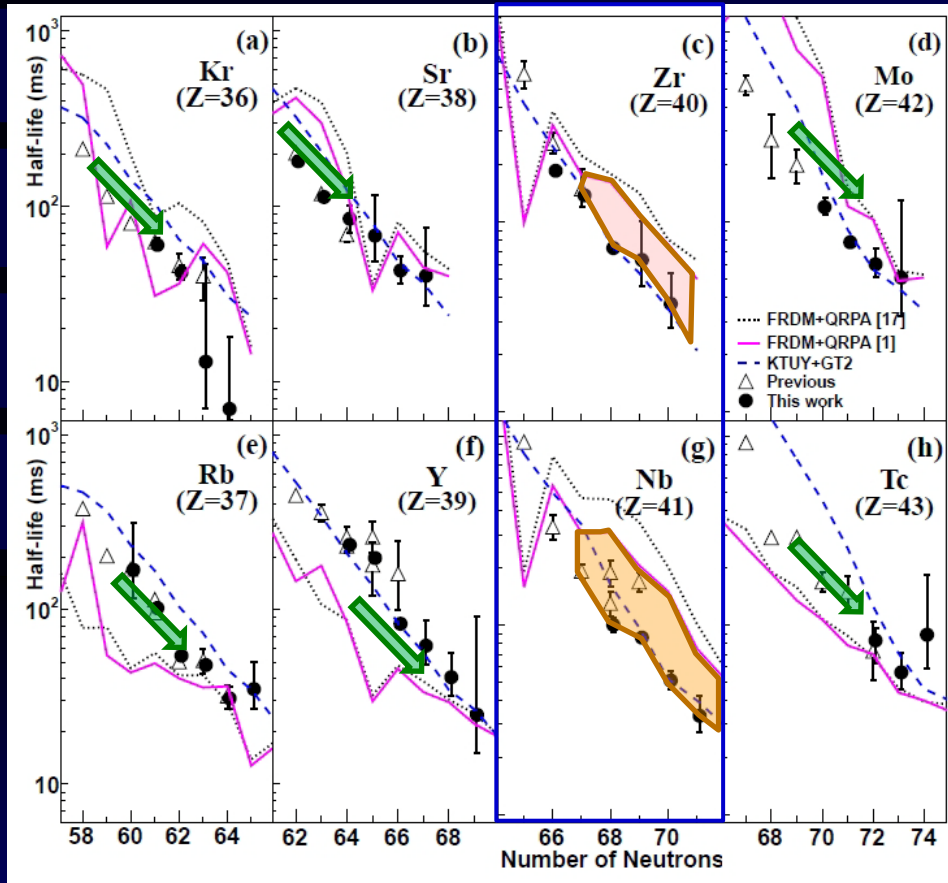 (a)
Kr
(Z=36)
(b)
Sr
(Z=38)
(c)
Zr
(Z=40)
(d)
Mo
(Z=42)
Half-life (ms)
10³
10²
10
FRDM+QRPA [17]
FRDM+QRPA [1]
KTUY+GT2
Previous
This work
(e)
Rb
(Z=37)
(f)
Y
(Z=39)
(g)
Nb
(Z=41)
(h)
Tc
(Z=43)
Half-life (ms)
10³
10²
10
58 60 62 64
62 64 66 68
66 68 70
68 70 72 74
Number of Neutrons